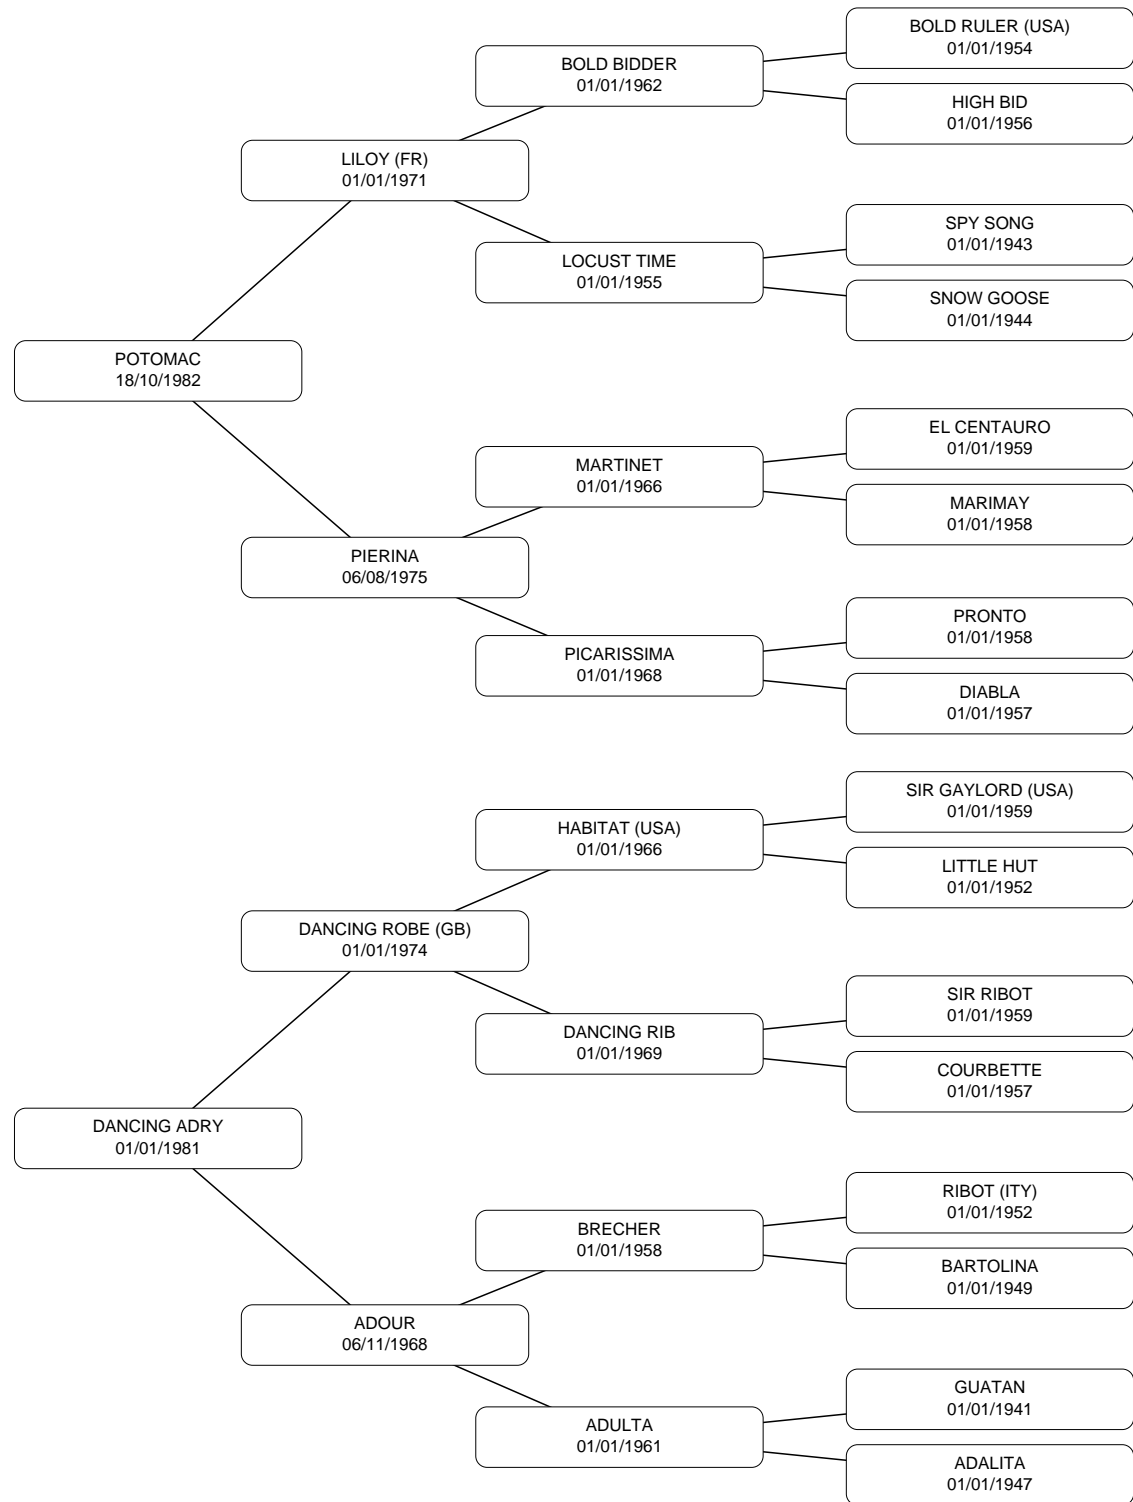 BOLD RULER (USA)
01/01/1954
BOLD BIDDER
01/01/1962
HIGH BID
01/01/1956
LILOY (FR)
01/01/1971
SPY SONG
01/01/1943
LOCUST TIME
01/01/1955
SNOW GOOSE
01/01/1944
POTOMAC
18/10/1982
EL CENTAURO
01/01/1959
MARTINET
01/01/1966
MARIMAY
01/01/1958
PIERINA
06/08/1975
PRONTO
01/01/1958
PICARISSIMA
01/01/1968
DIABLA
01/01/1957
SIR GAYLORD (USA)
01/01/1959
HABITAT (USA)
01/01/1966
LITTLE HUT
01/01/1952
DANCING ROBE (GB)
01/01/1974
SIR RIBOT
01/01/1959
DANCING RIB
01/01/1969
COURBETTE
01/01/1957
DANCING ADRY
01/01/1981
RIBOT (ITY)
01/01/1952
BRECHER
01/01/1958
BARTOLINA
01/01/1949
ADOUR
06/11/1968
GUATAN
01/01/1941
ADULTA
01/01/1961
ADALITA
01/01/1947